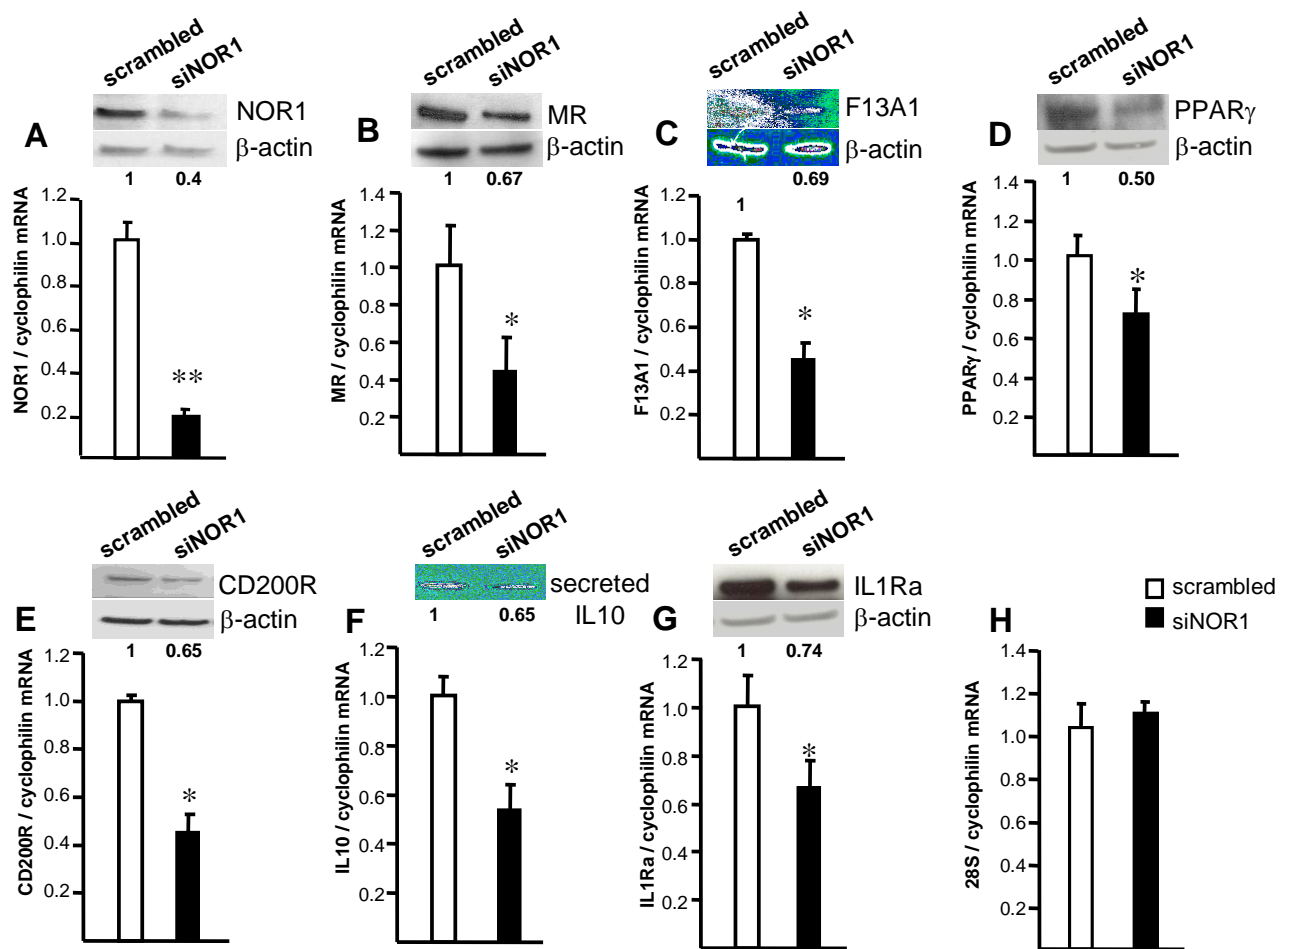 scrambled
siNOR1
A
NOR1
β-actin
1 0.4
NOR1 / cyclophilin mRNA
1.2
1.0
0.8
0.6
0.4
0.2
**
scrambled
siNOR1
B
MR
β-actin
1 0.67
MR / cyclophilin mRNA
1.4
1.2
1.0
0.8
0.6
0.4
0.2
*
scrambled
siNOR1
C
F13A1
β-actin
0.69
1
F13A1 / cyclophilin mRNA
1.2
1.0
0.8
0.6
0.4
0.2
*
scrambled
siNOR1
D
PPARγ
β-actin
1 0.50
PPARγ / cyclophilin mRNA
1.4
1.2
1.0
0.8
0.6
0.4
0.2
*
scrambled
siNOR1
E
CD200R
β-actin
1 0.65
CD200R / cyclophilin mRNA
1.2
1.0
0.8
0.6
0.4
0.2
*
scrambled
siNOR1
F
secreted
IL10
1 0.65
IL10 / cyclophilin mRNA
1.2
1.0
0.8
0.6
0.4
0.2
*
scrambled
siNOR1
G
IL1Ra
β-actin
1 0.74
IL1Ra / cyclophilin mRNA
1.2
1.0
0.8
0.6
0.4
0.2
*
scrambled
siNOR1
H
28S / cyclophilin mRNA
1.4
1.2
1.0
0.8
0.6
0.4
0.2